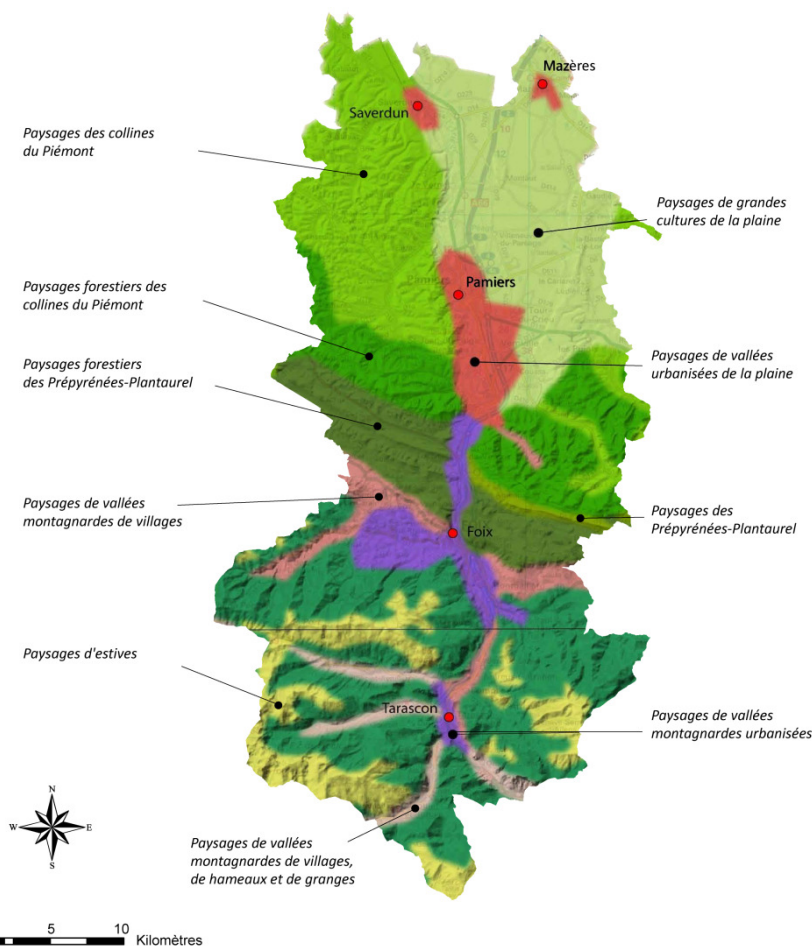 Mazères
Saverdun
Paysages des collines
du Piémont
Paysages de grandes
cultures de la plaine
Paysages forestiers des
collines du Piémont
Pamiers
Paysages forestiers
des Prépyrénées-Plantaurel
Paysages de vallées
urbanisées de la plaine
Paysages de vallées
montagnardes de villages
Paysages des
Prépyrénées-Plantaurel
Foix
Paysages d'estives
Tarascon
Paysages de vallées
montagnardes urbanisées
N
W E
S
Paysages de vallées
montagnardes de villages,
de hameaux et de granges
5 10
Kilomètres